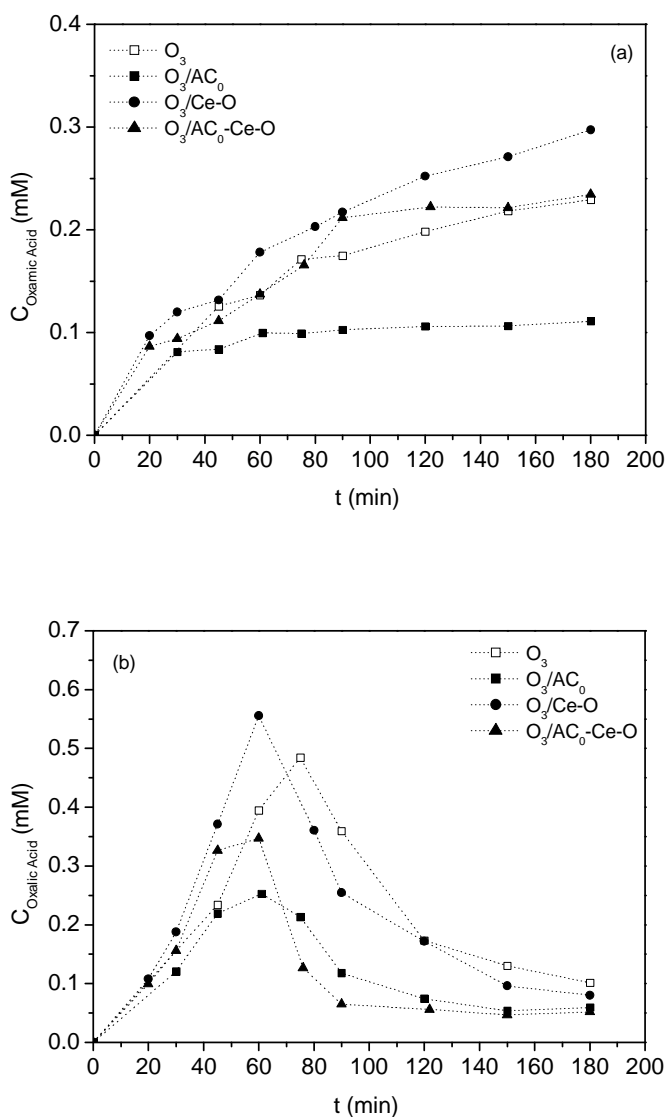 (a)
O₃
O₃/AC₀
O₃/Ce-O
O₃/AC₀-Ce-O
C Oxamic Acid (mM)
0.4
0.3
0.2
0.1
0.0
0 20 40 60 80 100 120 140 160 180 200
t (min)
(b)
O₃
O₃/AC₀
O₃/Ce-O
O₃/AC₀-Ce-O
C Oxalic Acid (mM)
0.7
0.6
0.5
0.4
0.3
0.2
0.1
0.0
0 20 40 60 80 100 120 140 160 180 200
t (min)